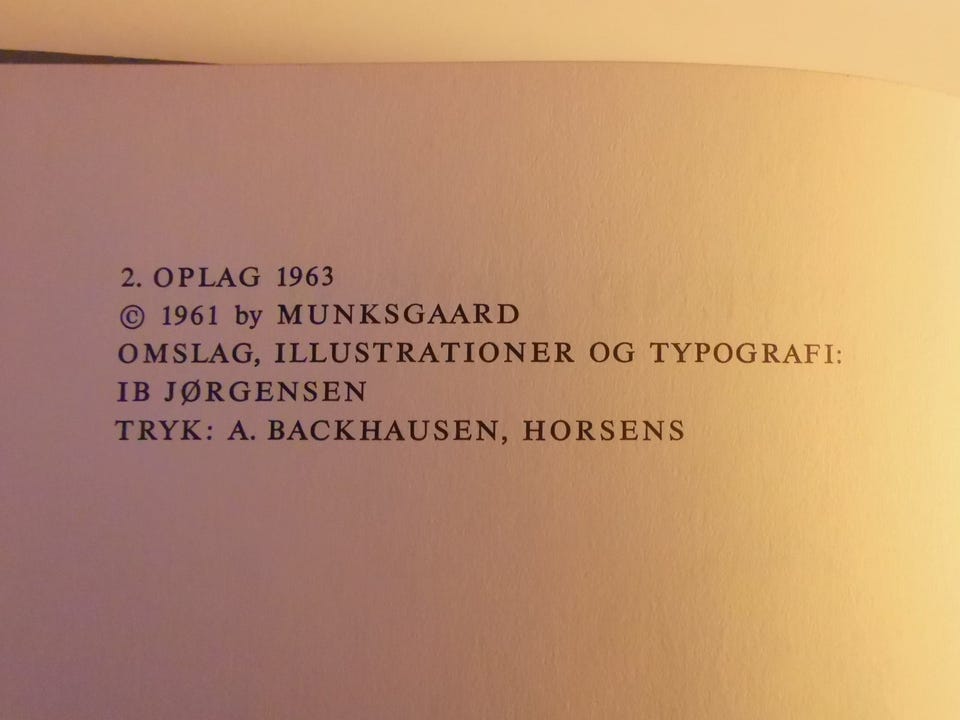 2. OPLAG 1963
© 1961 by MUNKSGAARD
OMSLAG, ILLUSTRATIONER OG TYPOGRAFI:
IB JØRGENSEN
TRYK: A. BACKHAUSEN, HORSENS